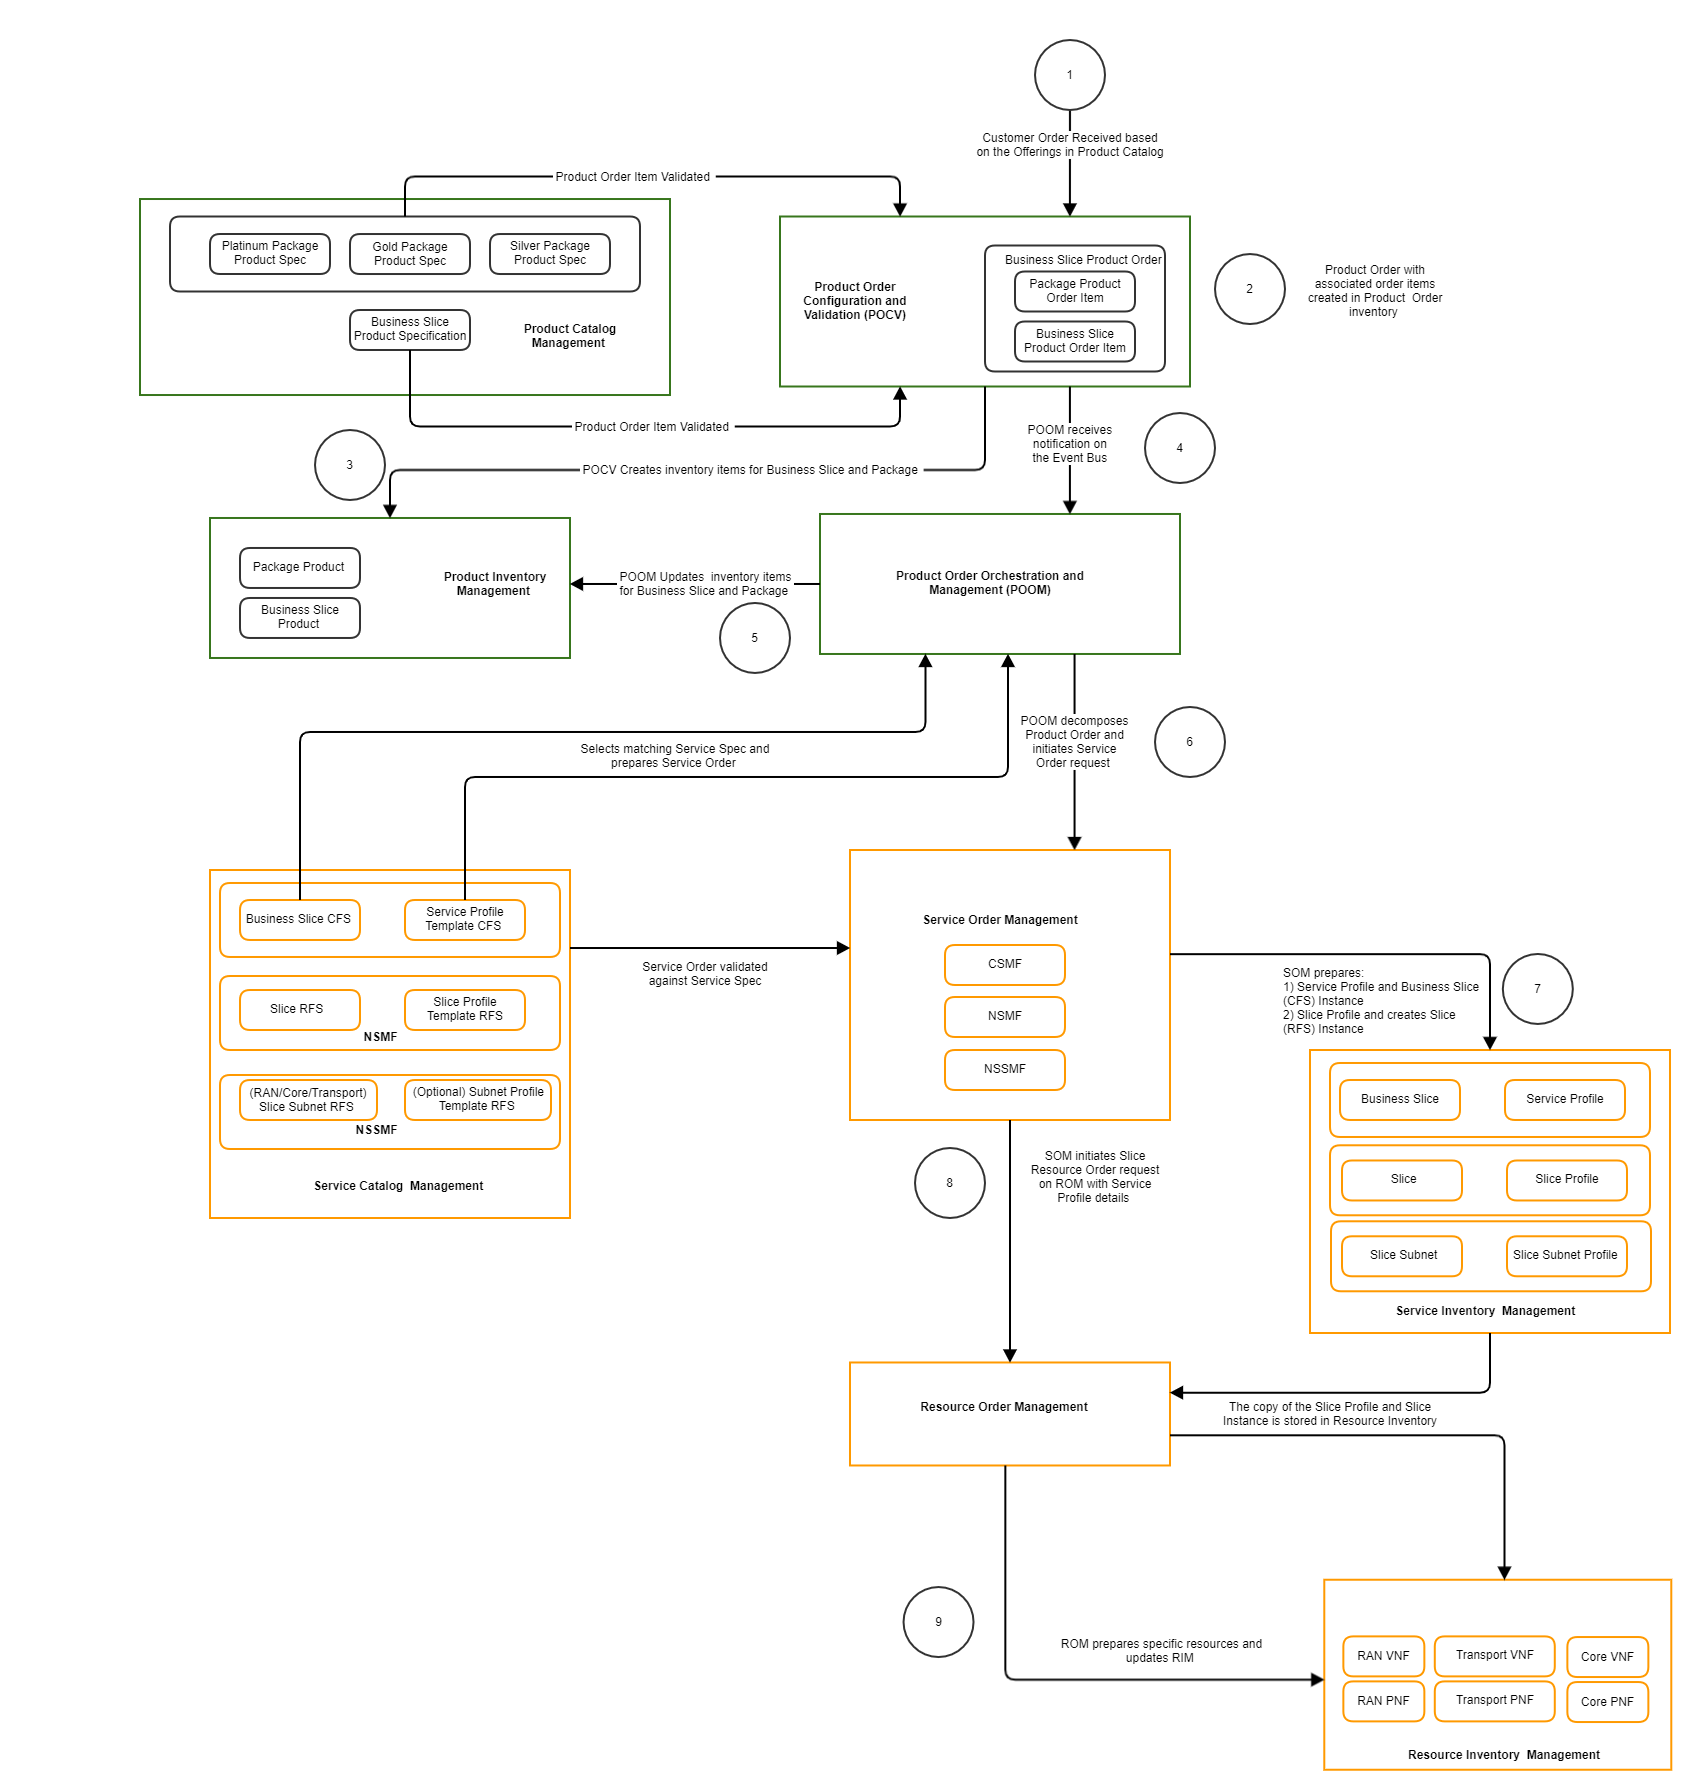 1
Customer Order Received based
on the Offerings in Product Catalog
Product Order Item Validated
Platinum Package
Product Spec
Gold Package
Product Spec
Silver Package
Product Spec
Business Slice
Product Specification
Product Catalog
Management
Product Order
Configuration and
Validation (POCV)
Business Slice Product Order
Package Product
Order Item
Business Slice
Product Order Item
2
Product Order with
associated order items
created in Product Order
inventory
Product Order Item Validated
3
POCV Creates inventory items for Business Slice and Package
POOM receives
notification on
the Event Bus
4
Package Product
Business Slice
Product
Product Inventory
Management
POOM Updates inventory items
for Business Slice and Package
5
Product Order Orchestration and
Management (POOM)
Selects matching Service Spec and
prepares Service Order
POOM decomposes
Product Order and
initiates Service
Order request
6
Business Slice CFS
Service Profile
Template CFS
Slice RFS
Slice Profile
Template RFS
NSMF
(RAN/Core/Transport)
Slice Subnet RFS
(Optional) Subnet Profile
Template RFS
NSSMF
Service Catalog Management
Service Order validated
against Service Spec
Service Order Management
CSMF
NSMF
NSSMF
SOM prepares:
1) Service Profile and Business Slice
(CFS) Instance
2) Slice Profile and creates Slice
(RFS) Instance
7
Business Slice
Service Profile
Slice
Slice Profile
Slice Subnet
Slice Subnet Profile
Service Inventory Management
8
SOM initiates Slice
Resource Order request
on ROM with Service
Profile details
Resource Order Management
The copy of the Slice Profile and Slice
Instance is stored in Resource Inventory
9
ROM prepares specific resources and
updates RIM
RAN VNF
Transport VNF
Core VNF
RAN PNF
Transport PNF
Core PNF
Resource Inventory Management